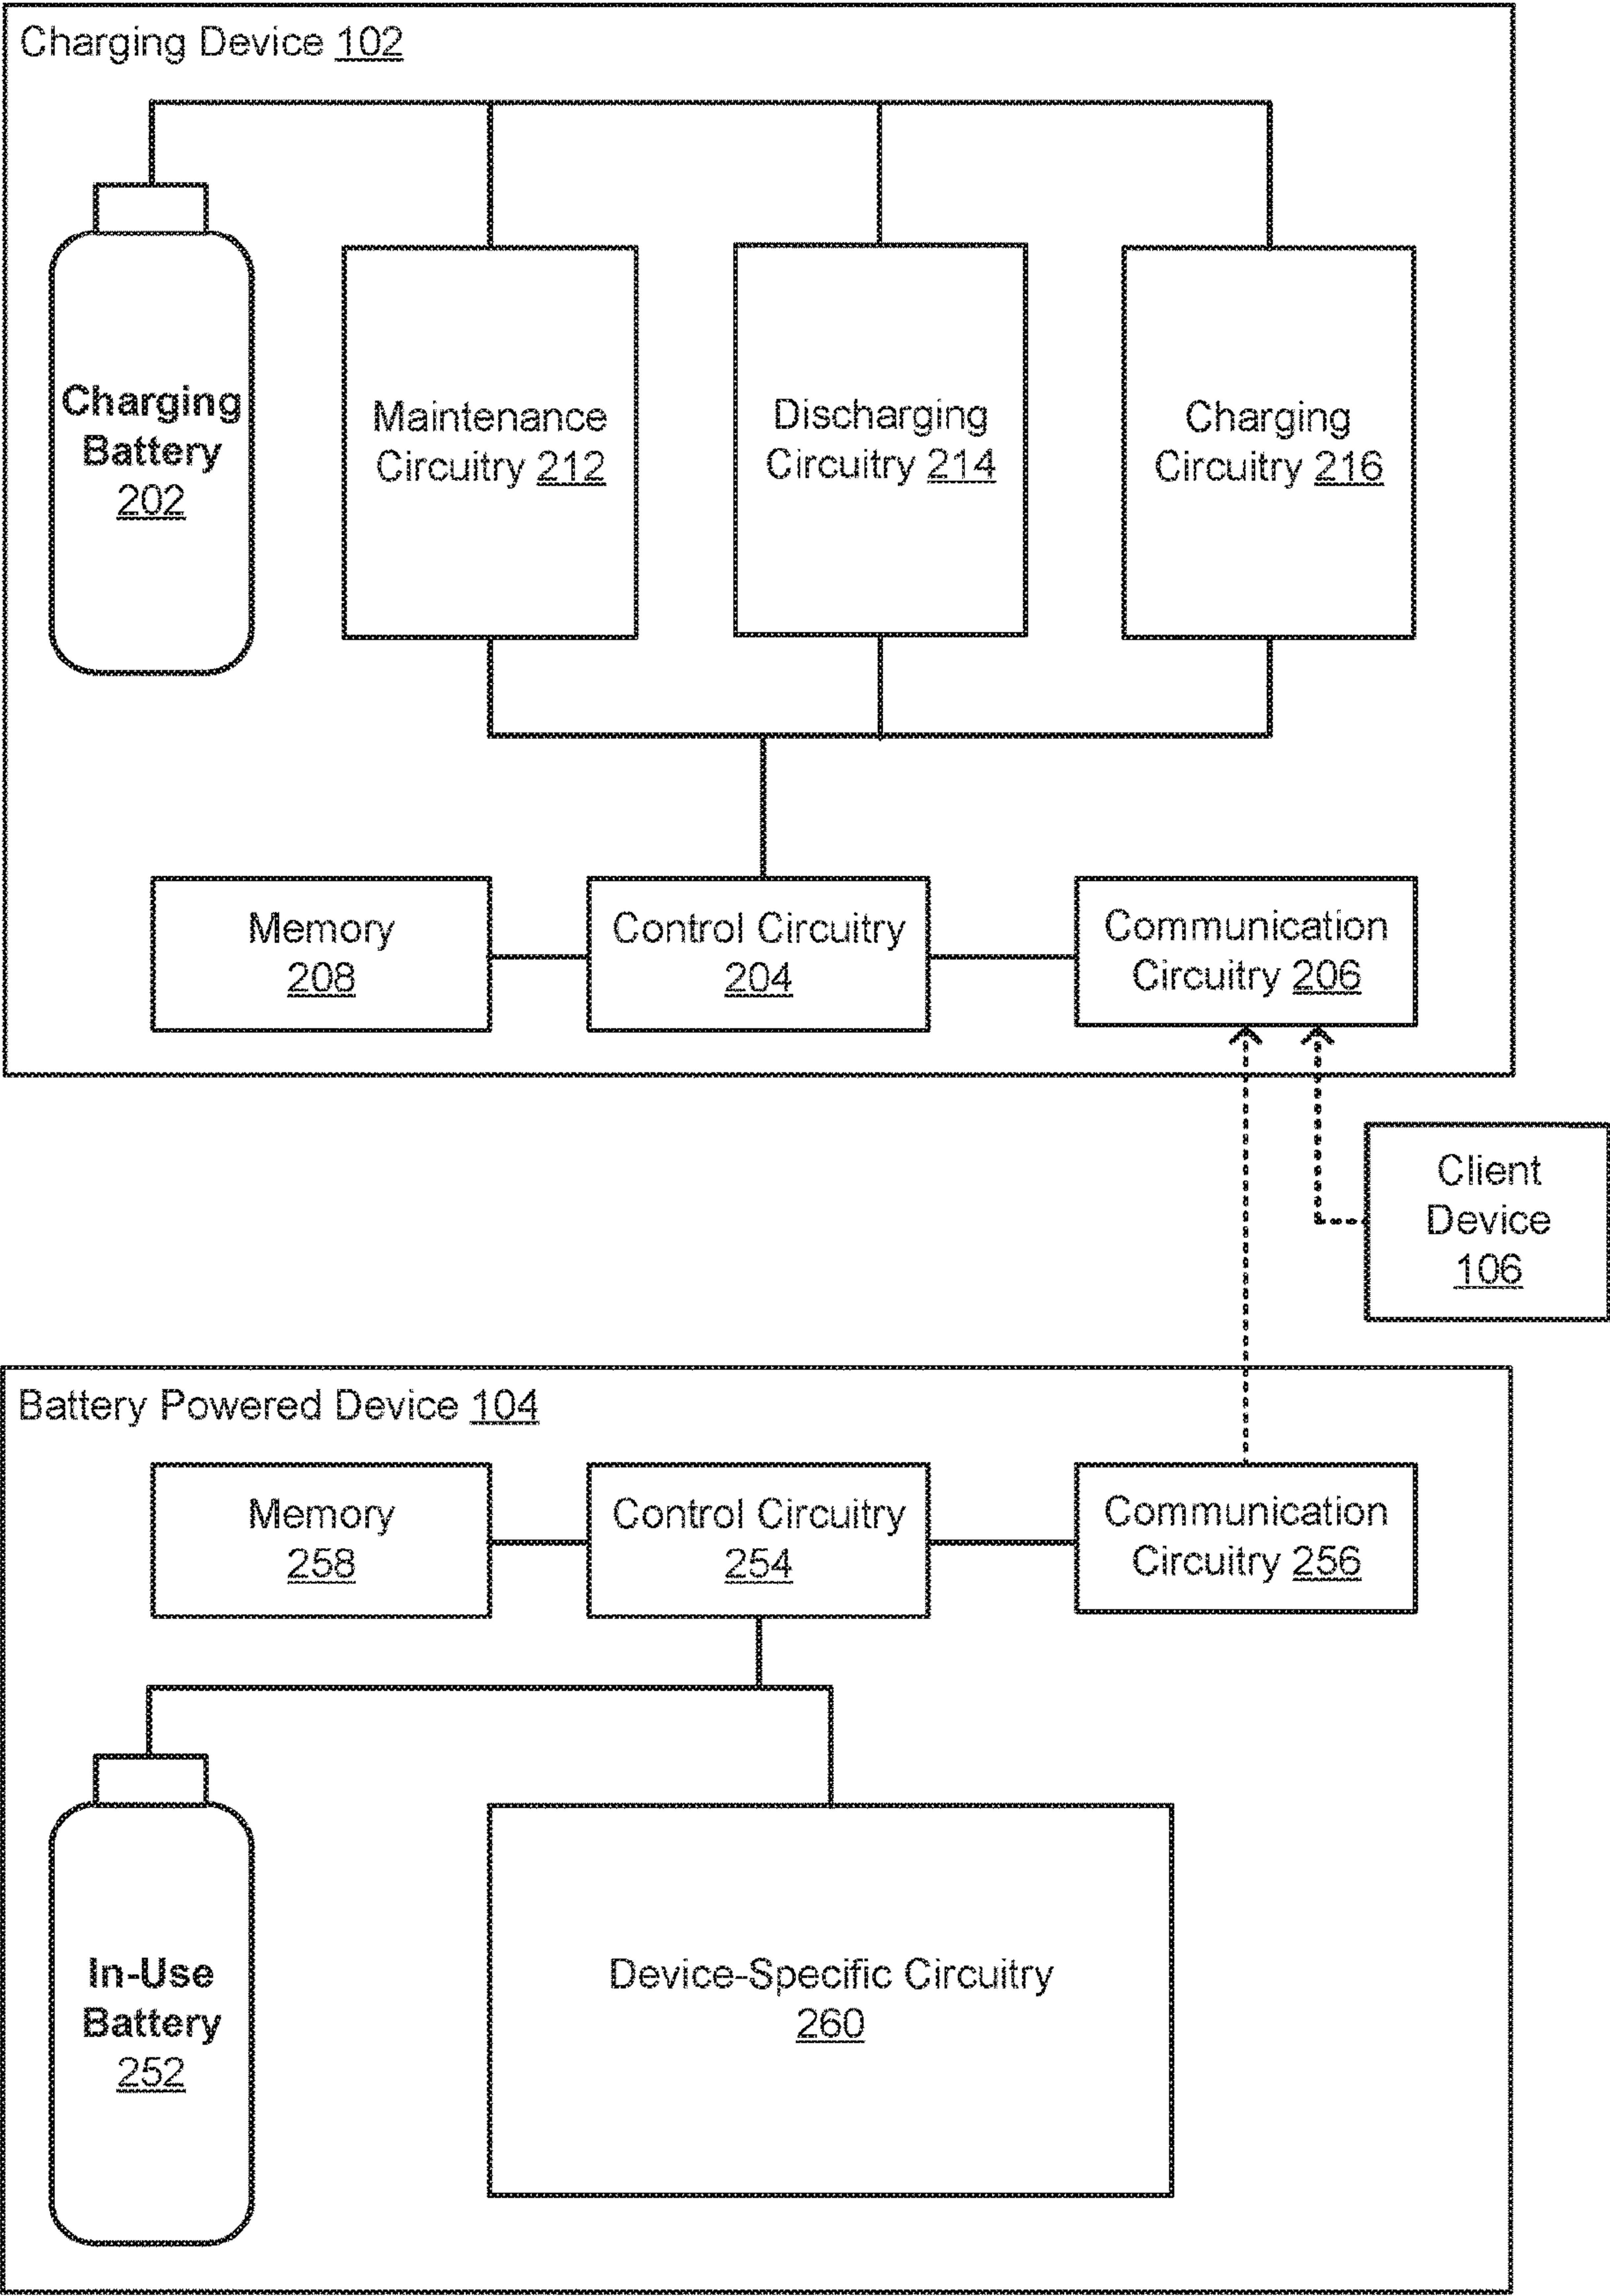 Charging Device 102
Charging
Battery
202
Maintenance
Circuitry 212
Discharging
Circuitry 214
Charging
Circuitry 216
Memory
208
Control Circuitry
204
Communication
Circuitry 206
Client
Device
106
Battery Powered Device 104
Memory
258
Control Circuitry
254
Communication
Circuitry 256
In-Use
Battery
252
Device-Specific Circuitry
260